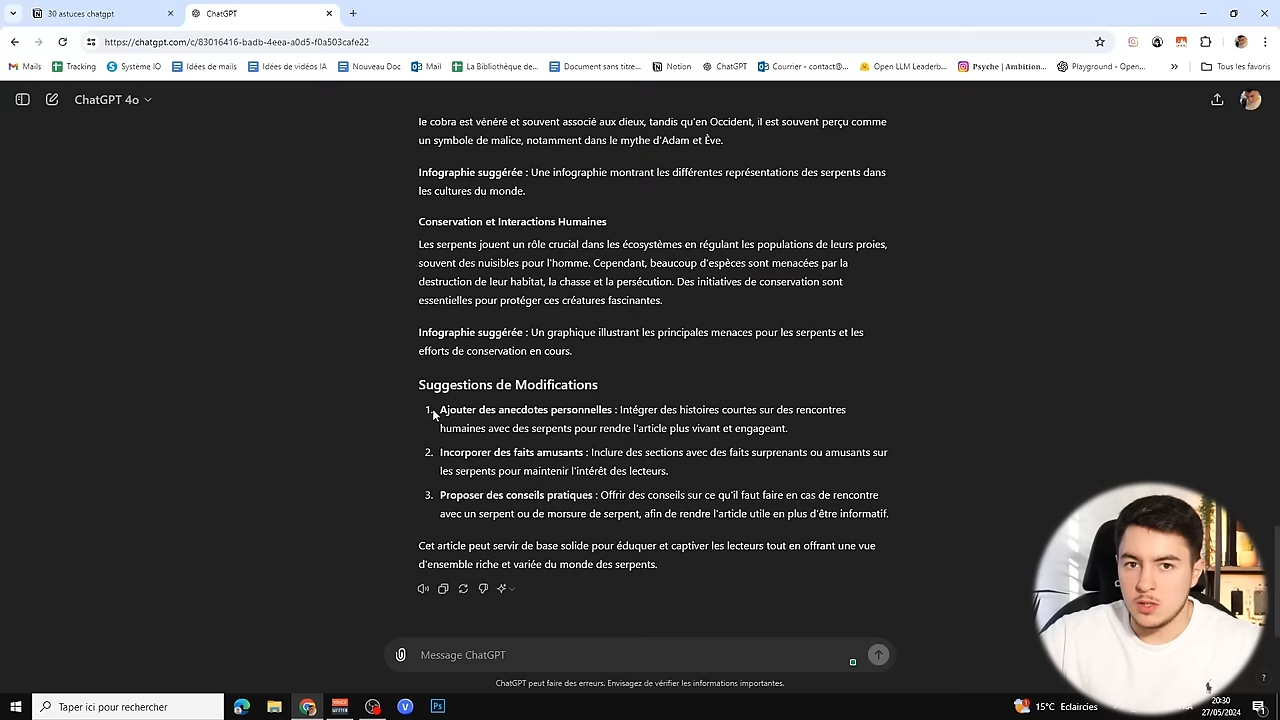 30 astuces chatgpt
ChatGPT
https://chatgpt.com/c/83016416-badb-4eea-a0d5-f0a503cafe22
Mails
Tracking
Système IO
Idées de mails
Idées de vidéos IA
Nouveau Doc
Mail
La Bibliothèque de...
Document sans titre...
Notion
ChatGPT
Courrier - contact@...
Open LLM Leaderb...
Psyche | Ambition...
Playground - Open...
Tous les favoris
ChatGPT 4o
le cobra est vénéré et souvent associé aux dieux, tandis qu'en Occident, il est souvent perçu comme
un symbole de malice, notamment dans le mythe d'Adam et Ève.
Infographie suggérée : Une infographie montrant les différentes représentations des serpents dans
les cultures du monde.
Conservation et Interactions Humaines
Les serpents jouent un rôle crucial dans les écosystèmes en régulant les populations de leurs proies,
souvent des nuisibles pour l'homme. Cependant, beaucoup d'espèces sont menacées par la
destruction de leur habitat, la chasse et la persécution. Des initiatives de conservation sont
essentielles pour protéger ces créatures fascinantes.
Infographie suggérée : Un graphique illustrant les principales menaces pour les serpents et les
efforts de conservation en cours.
Suggestions de Modifications
1. Ajouter des anecdotes personnelles : Intégrer des histoires courtes sur des rencontres
humaines avec des serpents pour rendre l'article plus vivant et engageant.
2. Incorporer des faits amusants : Inclure des sections avec des faits surprenants ou amusants sur
les serpents pour maintenir l'intérêt des lecteurs.
3. Proposer des conseils pratiques : Offrir des conseils sur ce qu'il faut faire en cas de rencontre
avec un serpent ou de morsure de serpent, afin de rendre l'article utile en plus d'être informatif.
Cet article peut servir de base solide pour éduquer et captiver les lecteurs tout en offrant une vue
d'ensemble riche et variée du monde des serpents.
Message ChatGPT
ChatGPT peut faire des erreurs. Envisagez de vérifier les informations importantes.
?
Taper ici pour rechercher
15°C Eclaircies
20:30
27/05/2024